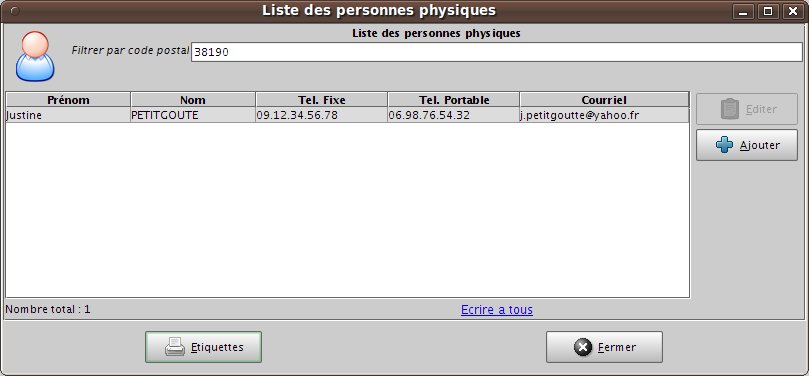 Liste des personnes physiques
Liste des personnes physiques
Filtrer par code postal 38190
Prénom Nom Tel. Fixe Tel. Portable Courriel
Justine PETITGOUTE 09.12.34.56.78 06.98.76.54.32 j.petitgoutte@yahoo.fr
Editer
Ajouter
Nombre total : 1 Ecrire a tous
Etiquettes Fermer